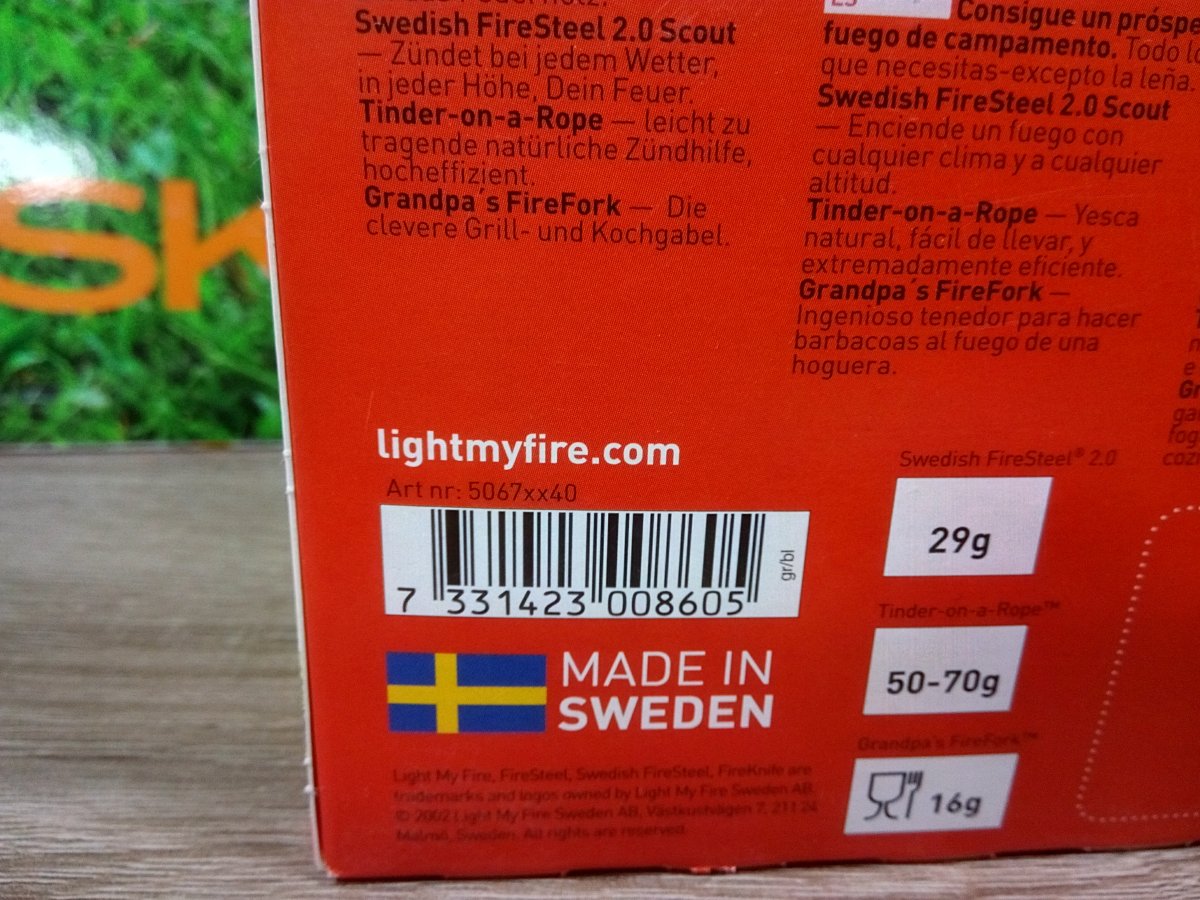 SK
Swedish FireSteel 2.0 Scout
— Zündet bei jedem Wetter,
in jeder Höhe, Dein Feuer.
Tinder-on-a-Rope — leicht zu
tragende natürliche Zündhilfe,
hocheffizient.
Grandpa´s FireFork — Die
clevere Grill- und Kochgabel.
ES
Consigue un próspe
fuego de campamento. Todo lo
que necesitas-excepto la leña.
Swedish FireSteel 2.0 Scout
— Enciende un fuego con
cualquier clima y a cualquier
altitud.
Tinder-on-a-Rope — Yesca
natural, fácil de llevar, y
extremadamente eficiente.
Grandpa´s FireFork —
Ingenioso tenedor para hacer
barbacoas al fuego de una
hoguera.
lightmyfire.com
Art nr: 5067xx40
7 331423 008605
gr/bl
MADE IN
SWEDEN
Light My Fire, FireSteel, Swedish FireSteel, FireKnife are
trademarks and logos owned by Light My Fire Sweden AB.
© 2002 Light My Fire Sweden AB, Västkustvägen 7, 211 24
Malmö, Sweden. All rights are reserved.
Swedish FireSteel® 2.0
29g
Tinder-on-a-Rope™
50-70g
Grandpa's FireFork™
16g